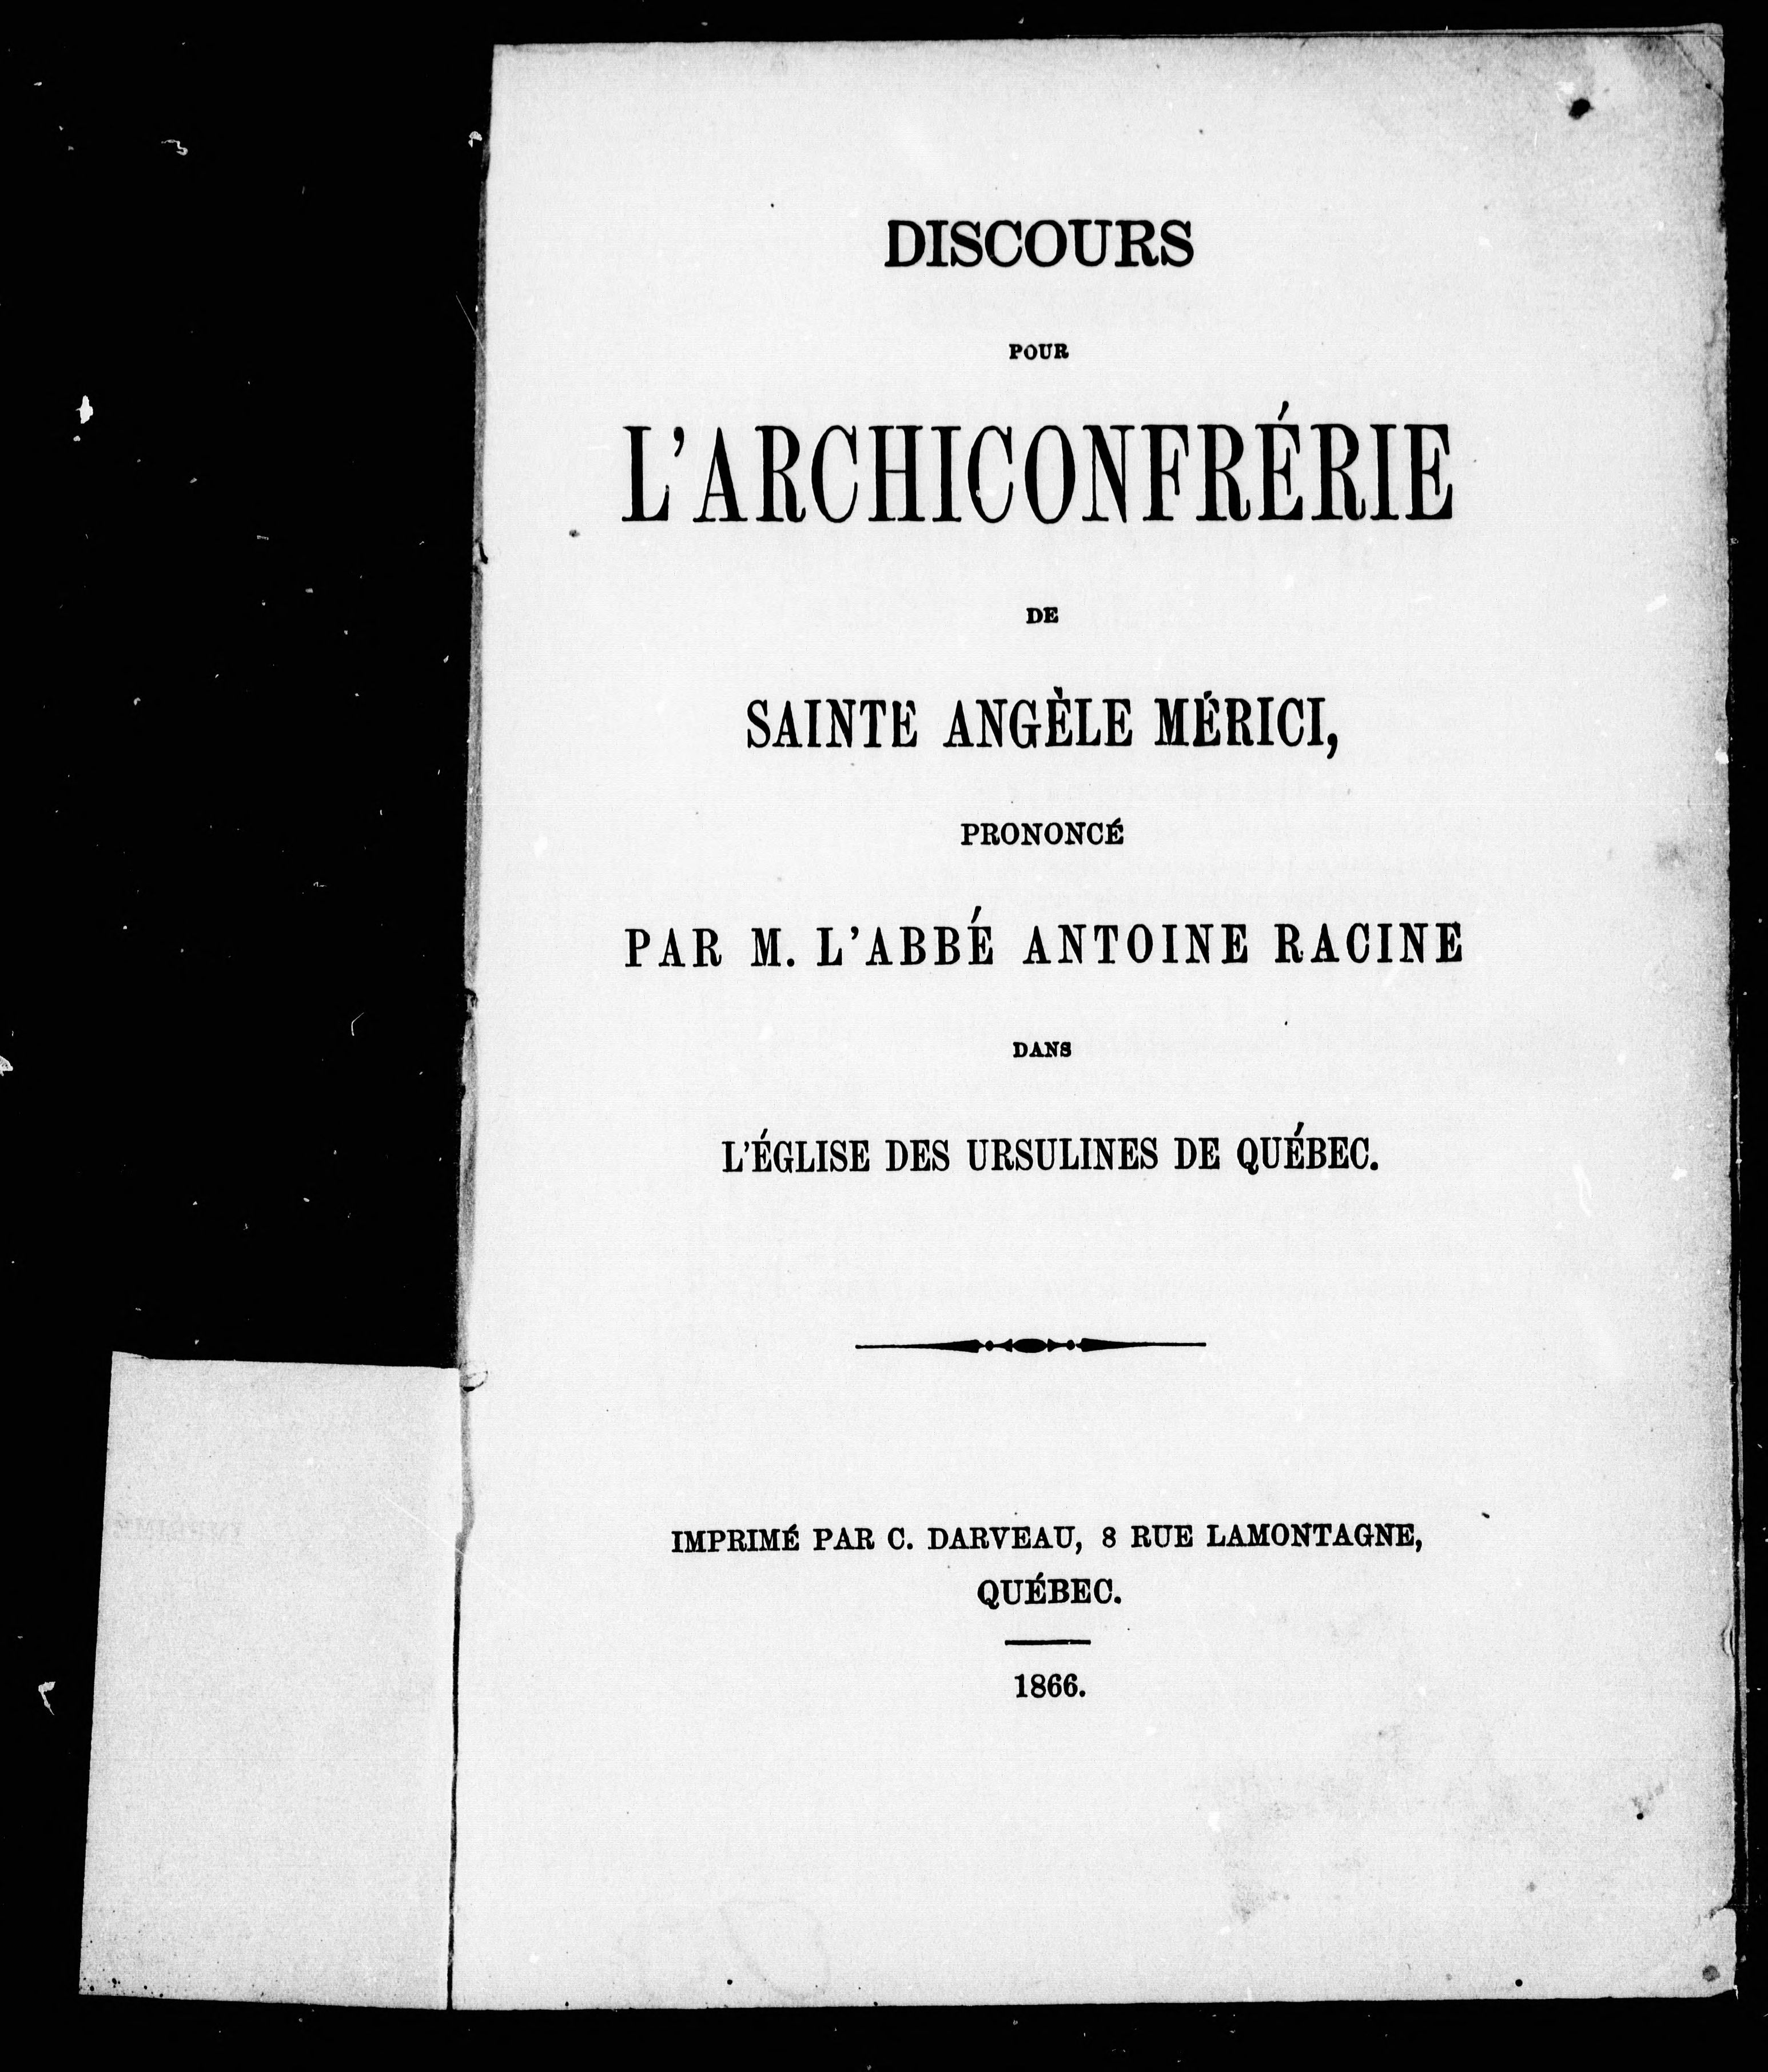 DISCOURS
POUR
L'ARCHICONFRÉRIE
DE
SAINTE ANGÈLE MÉRICI,
PRONONCÉ
PAR M. L'ABBÉ ANTOINE RACINE
DANS
L'ÉGLISE DES URSULINES DE QUÉBEC.
IMPRIMÉ PAR C. DARVEAU, 8 RUE LAMONTAGNE,
QUÉBEC.
1866.